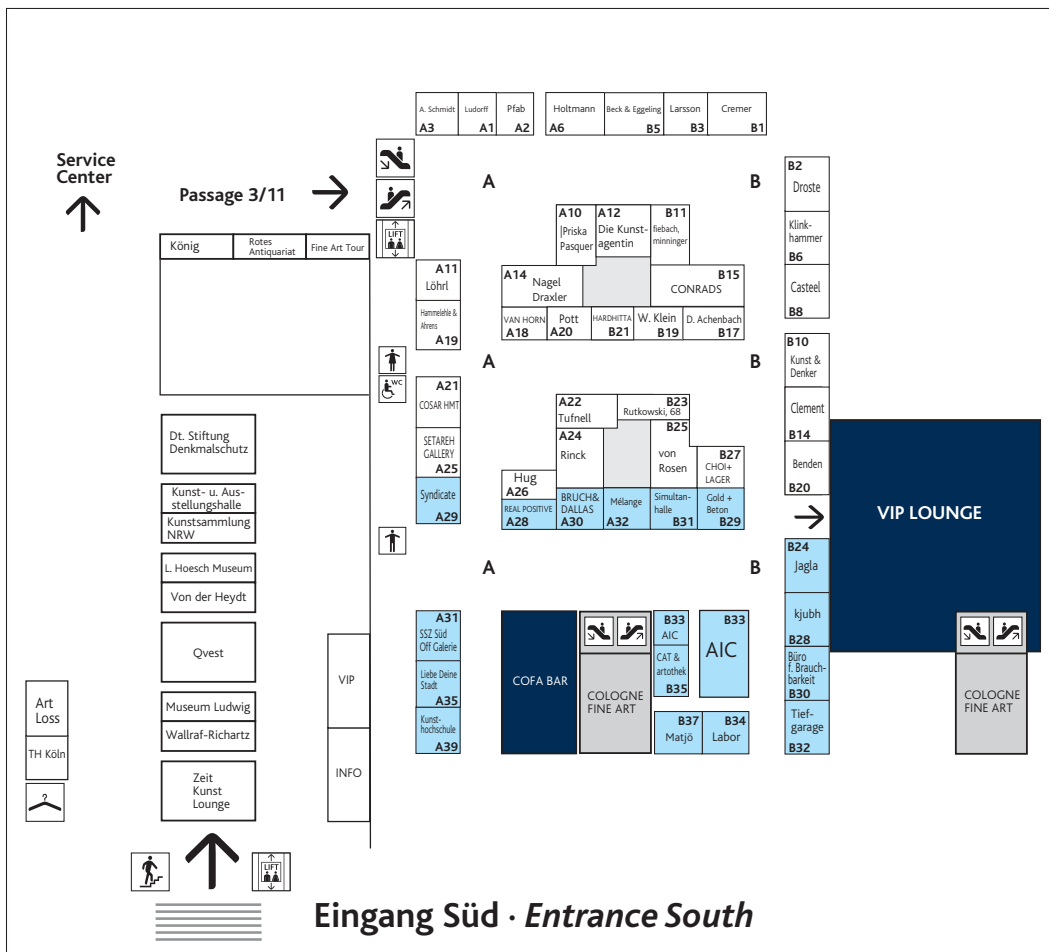 A. Schmidt
A3
Ludorff
A1
Pfab
A2
Holtmann
A6
Beck & Eggeling
B5
Larsson
B3
Cremer
B1
Service
Center
Passage 3/11
LIFT
A
B
B2
Droste
Klink-
hammer
B6
Casteel
B8
König
Rotes
Antiquariat
Fine Art Tour
A10
|Priska
Pasquer
A12
Die Kunst-
agentin
B11
fiebach,
minninger
A11
Löhrl
Hammelehle &
Ahrens
A19
A14
Nagel
Draxler
B15
CONRADS
VAN HORN
A18
Pott
A20
HARDHITTA
B21
W. Klein
B19
D. Achenbach
B17
WC
A
B
B10
Kunst &
Denker
Clement
B14
Benden
B20
A21
COSAR HMT
SETAREH
GALLERY
A25
Syndicate
A29
A22
Tufnell
B23
Rutkowski, 68
A24
Rinck
B25
von
Rosen
B27
CHOI+
LAGER
Hug
A26
REAL POSITIVE
A28
BRUCH&
DALLAS
A30
Mélange
A32
Simultan-
halle
B31
Gold +
Beton
B29
VIP LOUNGE
Dt. Stiftung
Denkmalschutz
Kunst- u. Aus-
stellungshalle
Kunstsammlung
NRW
L. Hoesch Museum
Von der Heydt
Qvest
Museum Ludwig
Wallraf-Richartz
Zeit
Kunst
Lounge
A
B
B24
Jagla
kjubh
B28
Büro
f. Brauch-
barkeit
B30
Tief-
garage
B32
A31
SSZ Süd
Off Galerie
Liebe Deine
Stadt
A35
Kunst-
hochschule
A39
COFA BAR
COLOGNE
FINE ART
B33
AIC
CAT &
artothek
B35
B33
AIC
B37
Matjö
B34
Labor
COLOGNE
FINE ART
VIP
INFO
Art
Loss
TH Köln
?
LIFT
Eingang Süd · Entrance South